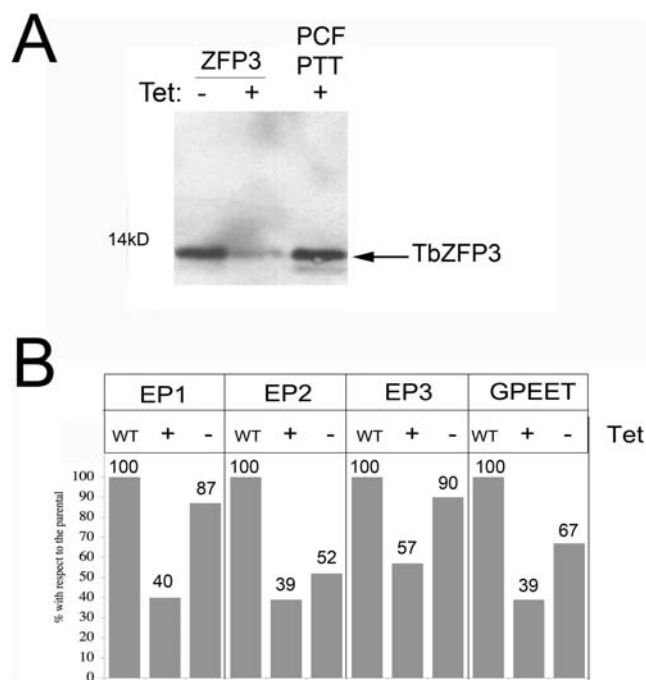 A
ZFP3
PCF
PTT
Tet: - + +
14kD
TbZFP3
B
EP1 EP2 EP3 GPEET
WT + - WT + - WT + - WT + - Tet
% with respect to the parental
100
90
80
70
60
50
40
30
20
10
0
100 40 87 100 39 52 100 57 90 100 39 67